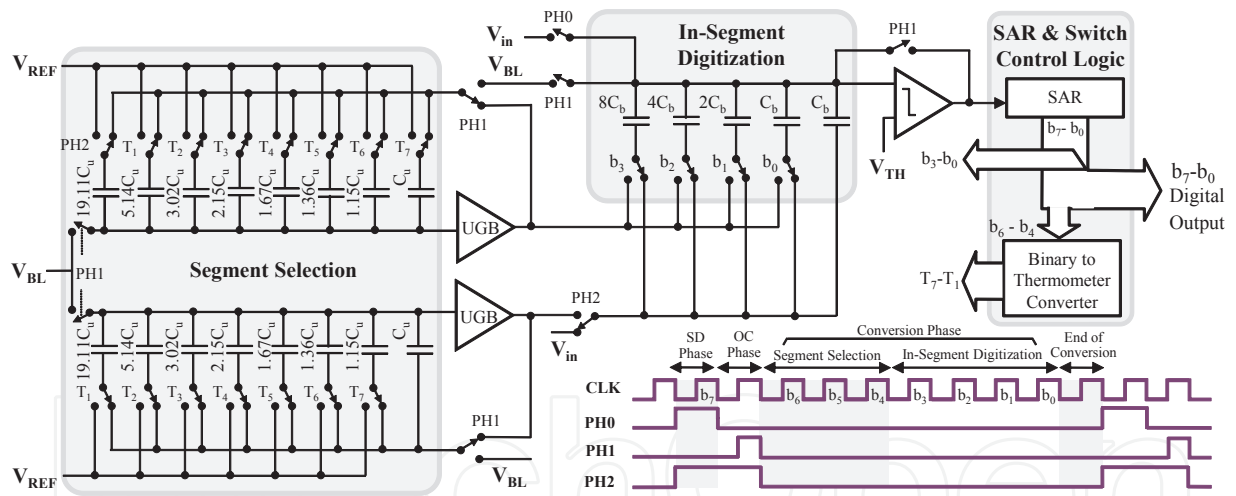 PH0
V_in
In-Segment
Digitization
PH1
SAR & Switch
Control Logic
V_REF
V_BL
PH1
SAR
PH1
8C_b 4C_b 2C_b C_b C_b
b_7- b_0
PH2 T_1 T_2 T_3 T_4 T_5 T_6 T_7
b_3 b_2 b_1 b_0
V_TH
b_3-b_0
b_7-b_0
Digital
Output
19.11C_u 5.14C_u 3.02C_u 2.15C_u 1.67C_u 1.36C_u 1.15C_u C_u
UGB
b_6 - b_4
V_BL
PH1
Segment Selection
Binary to
Thermometer
Converter
T_7-T_1
UGB
PH2
V_in
19.11C_u 5.14C_u 3.02C_u 2.15C_u 1.67C_u 1.36C_u 1.15C_u C_u
T_1 T_2 T_3 T_4 T_5 T_6 T_7
PH1
V_BL
V_REF
SD
Phase
OC
Phase
Conversion Phase
Segment Selection
In-Segment Digitization
End of
Conversion
CLK
b_7 b_6 b_5 b_4 b_3 b_2 b_1 b_0
PH0
PH1
PH2